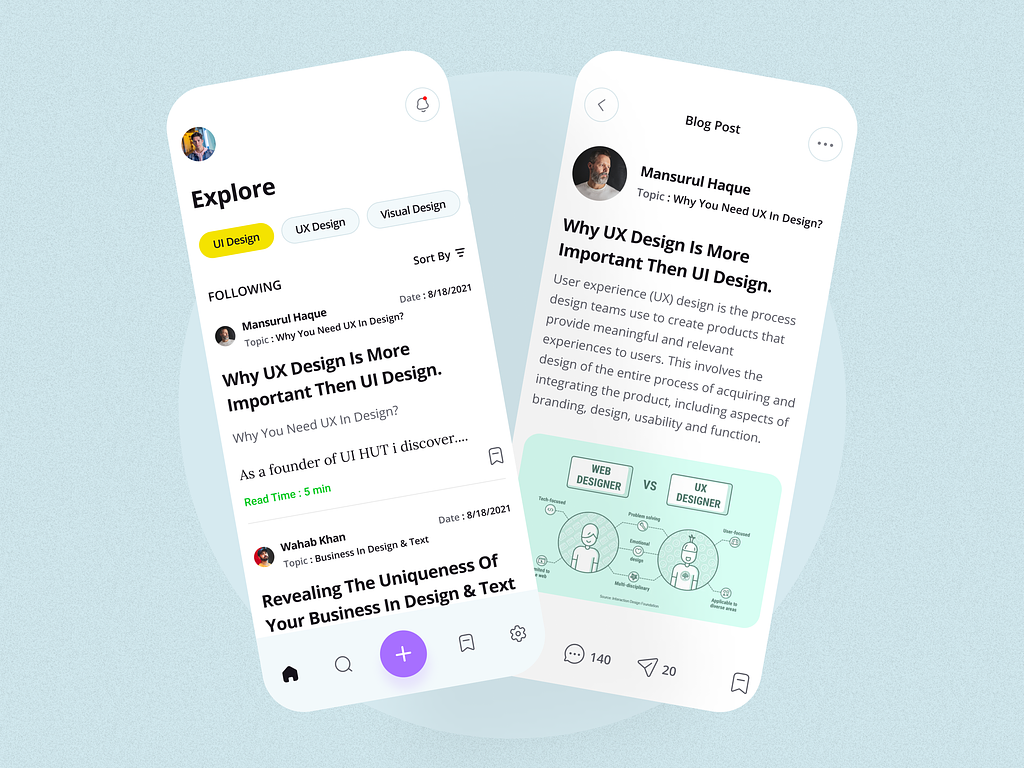 Explore
UI Design
UX Design
Visual Design
Sort By
FOLLOWING
Date : 8/18/2021
Mansurul Haque
Topic : Why You Need UX In Design?
Why UX Design Is More
Important Then UI Design.
Why You Need UX In Design?
As a founder of UI HUT i discover....
Read Time : 5 min
Date : 8/18/2021
Wahab Khan
Topic : Business In Design & Text
Revealing The Uniqueness Of
Your Business In Design & Text
Blog Post
Mansurul Haque
Topic : Why You Need UX In Design?
Why UX Design Is More
Important Then UI Design.
User experience (UX) design is the process
design teams use to create products that
provide meaningful and relevant
experiences to users. This involves the
design of the entire process of acquiring and
integrating the product, including aspects of
branding, design, usability and function.
WEB
DESIGNER
VS
UX
DESIGNER
Tech-focused
Problem solving
User-focused
Emotional
design
Multi-disciplinary
mited to
e web
Applicable to
diverse areas
Source: Interaction Design Foundation
140
20